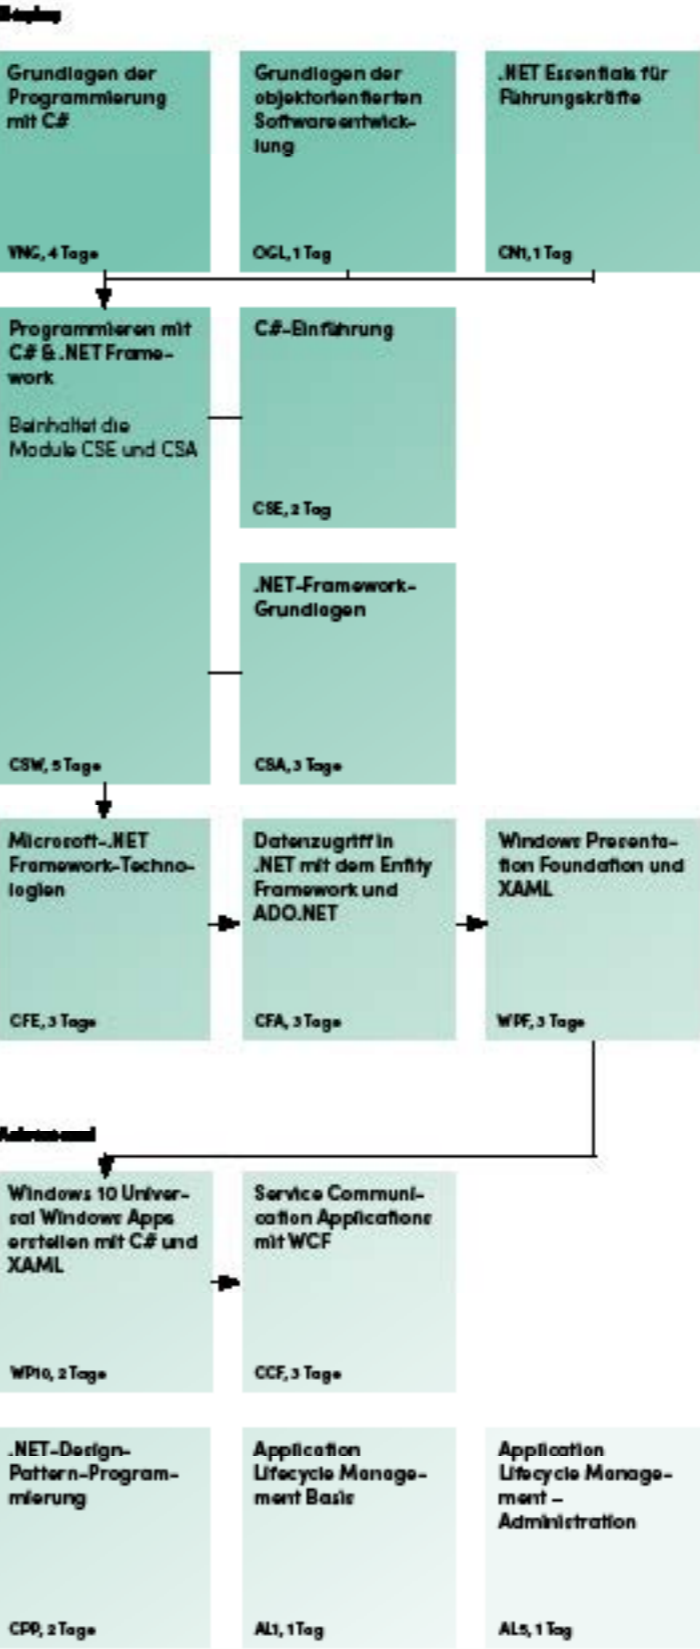 Grundlagen der
Programmierung
mit C#
VNG, 4 Tage
Grundlagen der
objektorientierten
Softwareentwick-
lung
OGL, 1 Tag
.NET Essentials für
Führungskräfte
CN1, 1 Tag
Programmieren mit
C# & .NET Frame-
work
Beinhaltet die
Module CSE und CSA
CSW, 5 Tage
C#-Einführung
CSE, 2 Tag
.NET-Framework-
Grundlagen
CSA, 3 Tage
Microsoft-.NET
Framework-Techno-
logien
CFE, 3 Tage
Datenzugriff in
.NET mit dem Entity
Framework und
ADO.NET
CFA, 3 Tage
Windows Presenta-
tion Foundation und
XAML
WPF, 3 Tage
Windows 10 Univer-
sal Windows Apps
erstellen mit C# und
XAML
WP10, 2 Tage
Service Communi-
cation Applications
mit WCF
CCF, 3 Tage
.NET-Design-
Pattern-Program-
mierung
CPP, 2 Tage
Application
Lifecycle Manage-
ment Basis
AL1, 1 Tag
Application
Lifecycle Manage-
ment –
Administration
AL5, 1 Tag